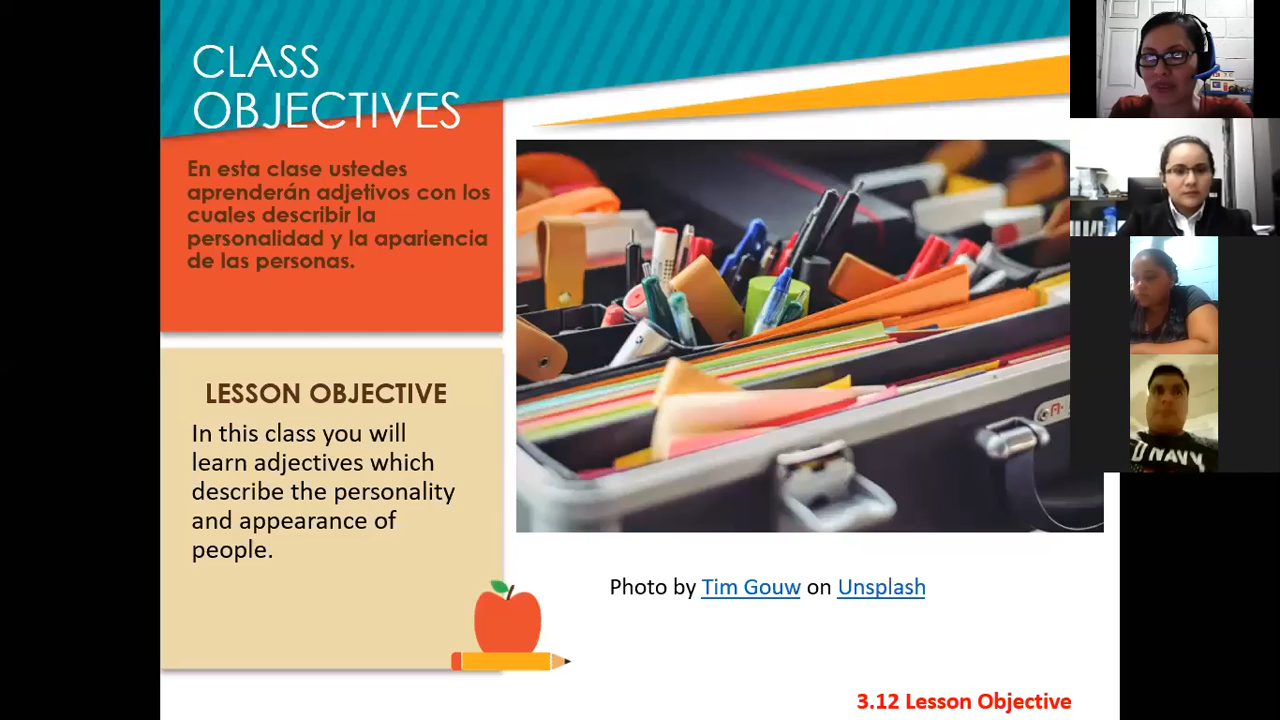 CLASS
OBJECTIVES
En esta clase ustedes
aprenderán adjetivos con los
cuales describir la
personalidad y la apariencia
de las personas.
LESSON OBJECTIVE
In this class you will
learn adjectives which
describe the personality
and appearance of
people.
Photo by Tim Gouw on Unsplash
3.12 Lesson Objective
NAVY